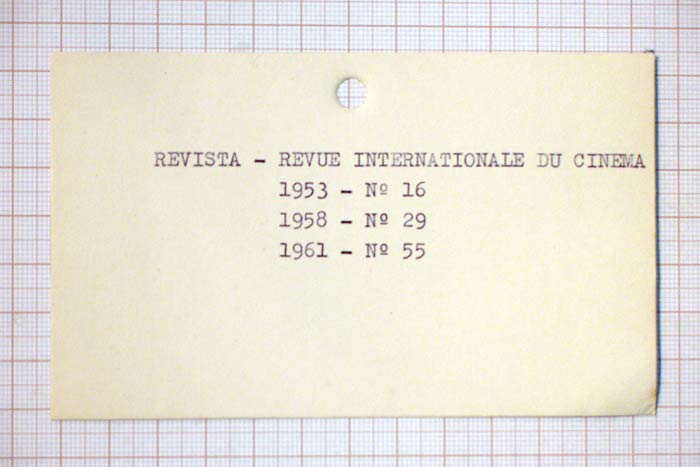 REVISTA - REVUE INTERNATIONALE DU CINEMA
1953 - Nº 16
1958 - Nº 29
1961 - Nº 55